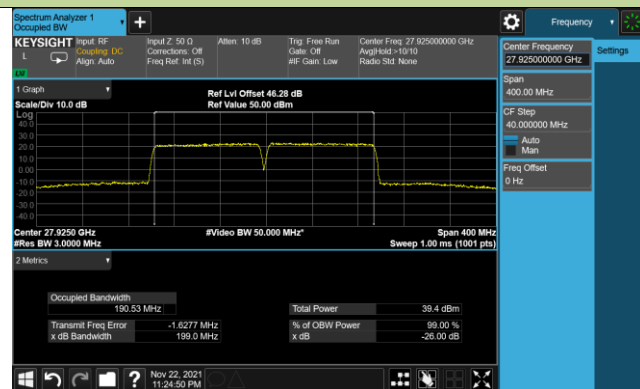 Spectrum Analyzer 1
Occupied BW
+
Frequency
KEYSIGHT
L
Input: RF
Coupling: DC
Align: Auto
Input Z: 50 Ω
Corrections: Off
Freq Ref: Int (S)
Atten: 10 dB
Trig: Free Run
Gate: Off
#IF Gain: Low
Center Freq: 27.925000000 GHz
Avg|Hold:>10/10
Radio Std: None
Center Frequency
27.925000000 GHz
Settings
Span
400.00 MHz
CF Step
40.000000 MHz
Auto
Man
Freq Offset
0 Hz
1 Graph
Scale/Div 10.0 dB
Ref Lvl Offset 46.28 dB
Ref Value 50.00 dBm
Log
40.0
30.0
20.0
10.0
0.00
-10.0
-20.0
-30.0
-40.0
Center 27.9250 GHz
#Res BW 3.0000 MHz
#Video BW 50.000 MHz*
Span 400 MHz
Sweep 1.00 ms (1001 pts)
2 Metrics
Occupied Bandwidth
190.53 MHz
Total Power 39.4 dBm
Transmit Freq Error -1.6277 MHz
% of OBW Power 99.00 %
x dB Bandwidth 199.0 MHz
x dB -26.00 dB
?
Nov 22, 2021
11:24:50 PM